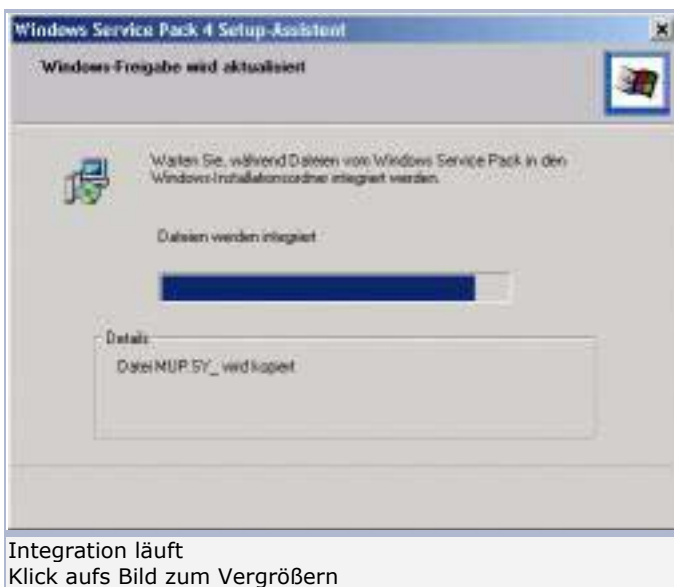 Windows Service Pack 4 Setup-Assistent
Windows-Freigabe wird aktualisiert
Warten Sie, während Dateien vom Windows Service Pack in den
Windows-Installationsordner integriert werden.
Dateien werden integriert
Details
Datei MUP.SY_ wird kopiert
Integration läuft
Klick aufs Bild zum Vergrößern